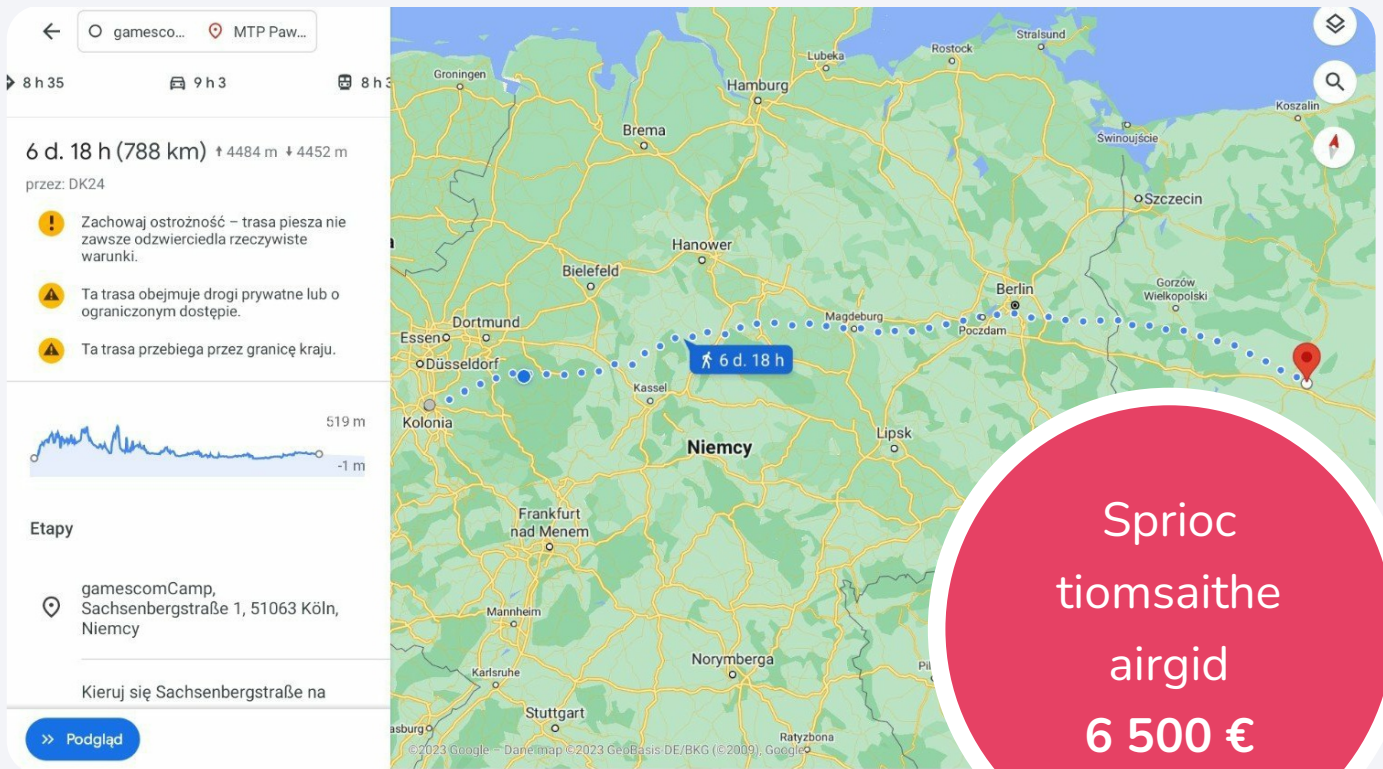 gamesco...
MTP Paw...
8 h 35
9 h 3
8 h 3
6 d. 18 h (788 km) 4484 m 4452 m
przez: DK24
Zachowaj ostrożność – trasa piesza nie
zawsze odzwierciedla rzeczywiste
warunki.
Ta trasa obejmuje drogi prywatne lub o
ograniczonym dostępie.
Ta trasa przebiega przez granicę kraju.
519 m
-1 m
Etapy
gamescomCamp,
Sachsenbergstraße 1, 51063 Köln,
Niemcy
Kieruj się Sachsenbergstraße na
Podgląd
Stralsund
Rostock
Lubeka
Groningen
Hamburg
Koszalin
Brema
Świnoujście
Szczecin
Hanower
Bielefeld
Gorzów
Wielkopolski
Berlin
Magdeburg
Poczdam
Dortmund
Essen
Düsseldorf
6 d. 18 h
Kassel
Kolonia
Lipsk
Niemcy
Frankfurt
nad Menem
Mannheim
Norymberga
Karlsruhe
Stuttgart
asburg
Ratyzbona
©2023 Google – Dane map ©2023 GeoBasis-DE/BKG (©2009), Google
Sprioc
tiomsaithe
airgid
6 500 €